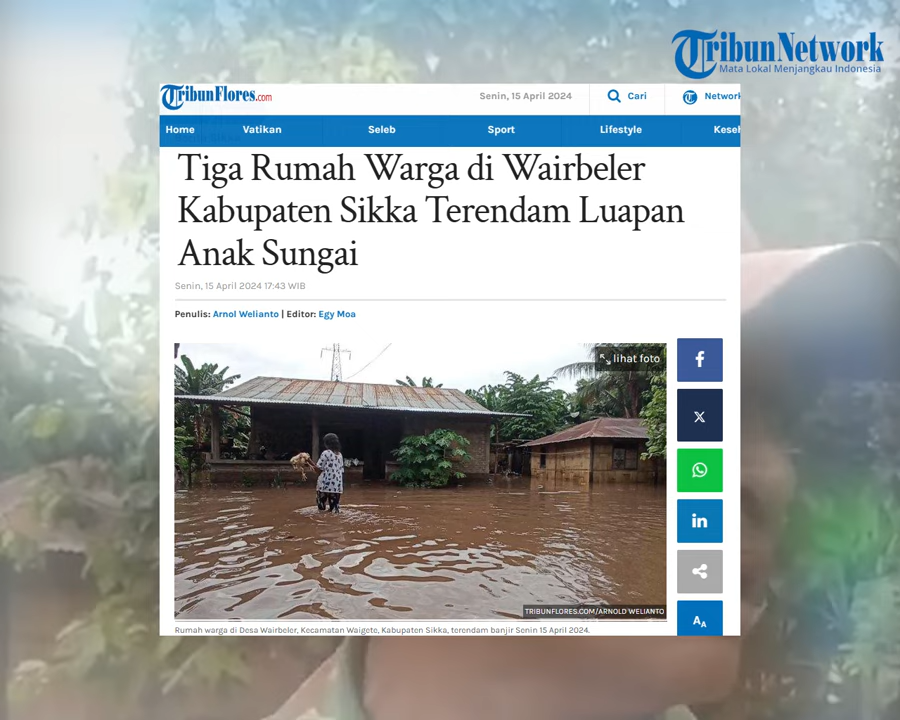 TribunNetwork
Mata Lokal Menjangkau Indonesia
TribunFlores.com
Senin, 15 April 2024 Cari Network
Home Vatikan Seleb Sport Lifestyle Keseh
Tiga Rumah Warga di Wairbeler
Kabupaten Sikka Terendam Luapan
Anak Sungai
Senin, 15 April 2024 17:43 WIB
Penulis: Arnol Welianto | Editor: Egy Moa
lihat foto
TRIBUNFLORES.COM/ARNOLD WELIANTO
Rumah warga di Desa Wairbeler, Kecamatan Waigete, Kabupaten Sikka, terendam banjir Senin 15 April 2024.
AA